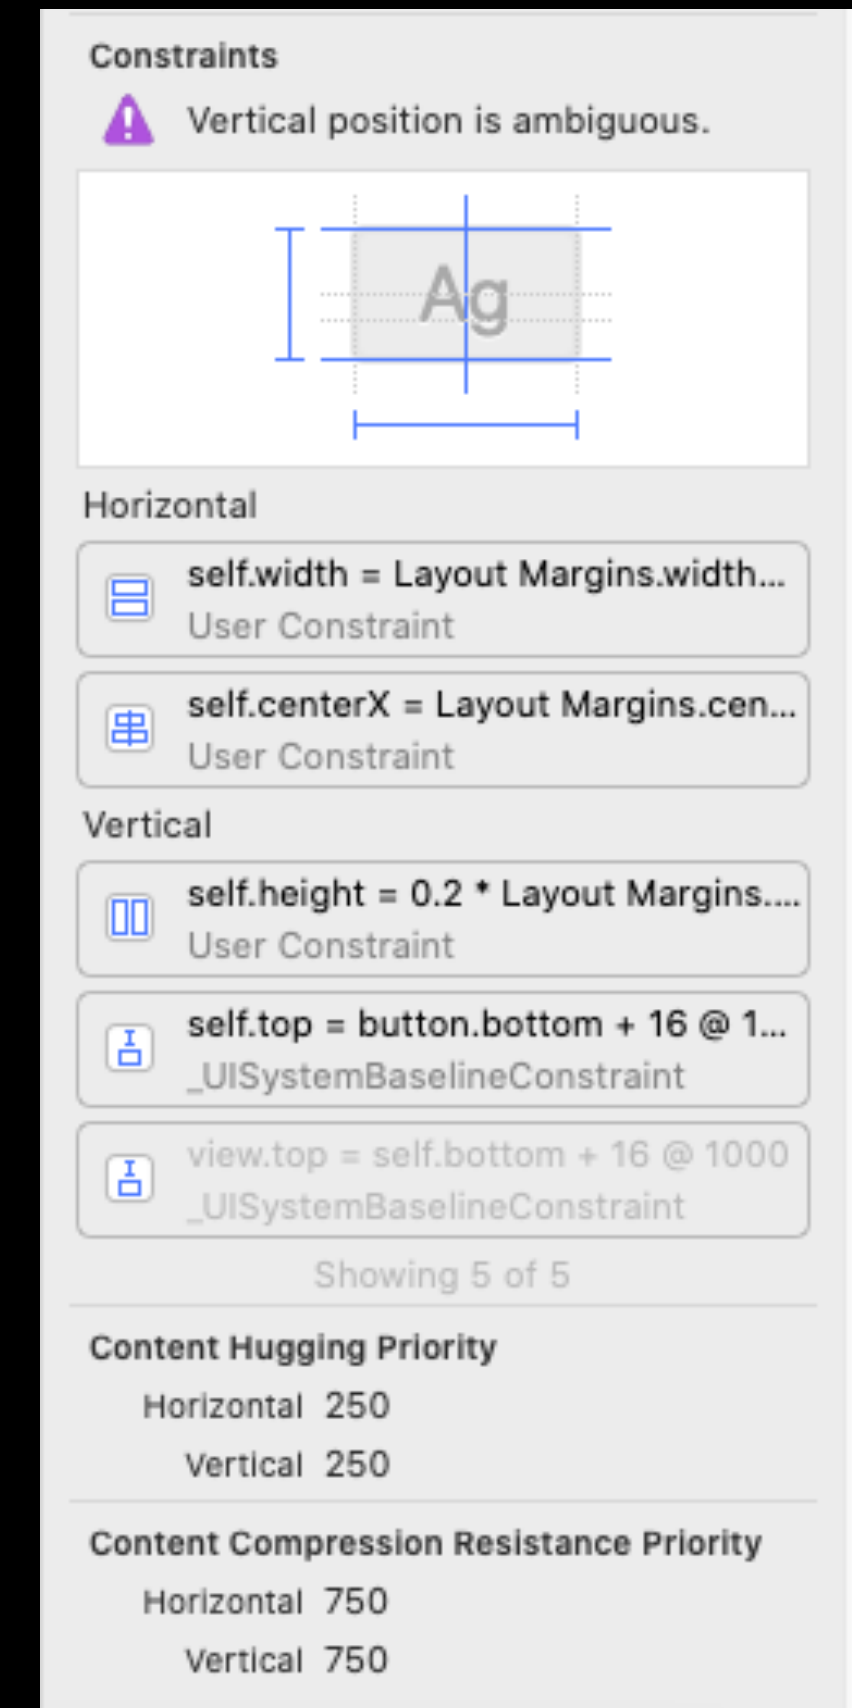 Constraints
Vertical position is ambiguous.
Ag
Horizontal
self.width = Layout Margins.width...
User Constraint
self.centerX = Layout Margins.cen...
User Constraint
Vertical
self.height = 0.2 * Layout Margins....
User Constraint
self.top = button.bottom + 16 @ 1...
_UISystemBaselineConstraint
view.top = self.bottom + 16 @ 1000
_UISystemBaselineConstraint
Showing 5 of 5
Content Hugging Priority
Horizontal 250
Vertical 250
Content Compression Resistance Priority
Horizontal 750
Vertical 750